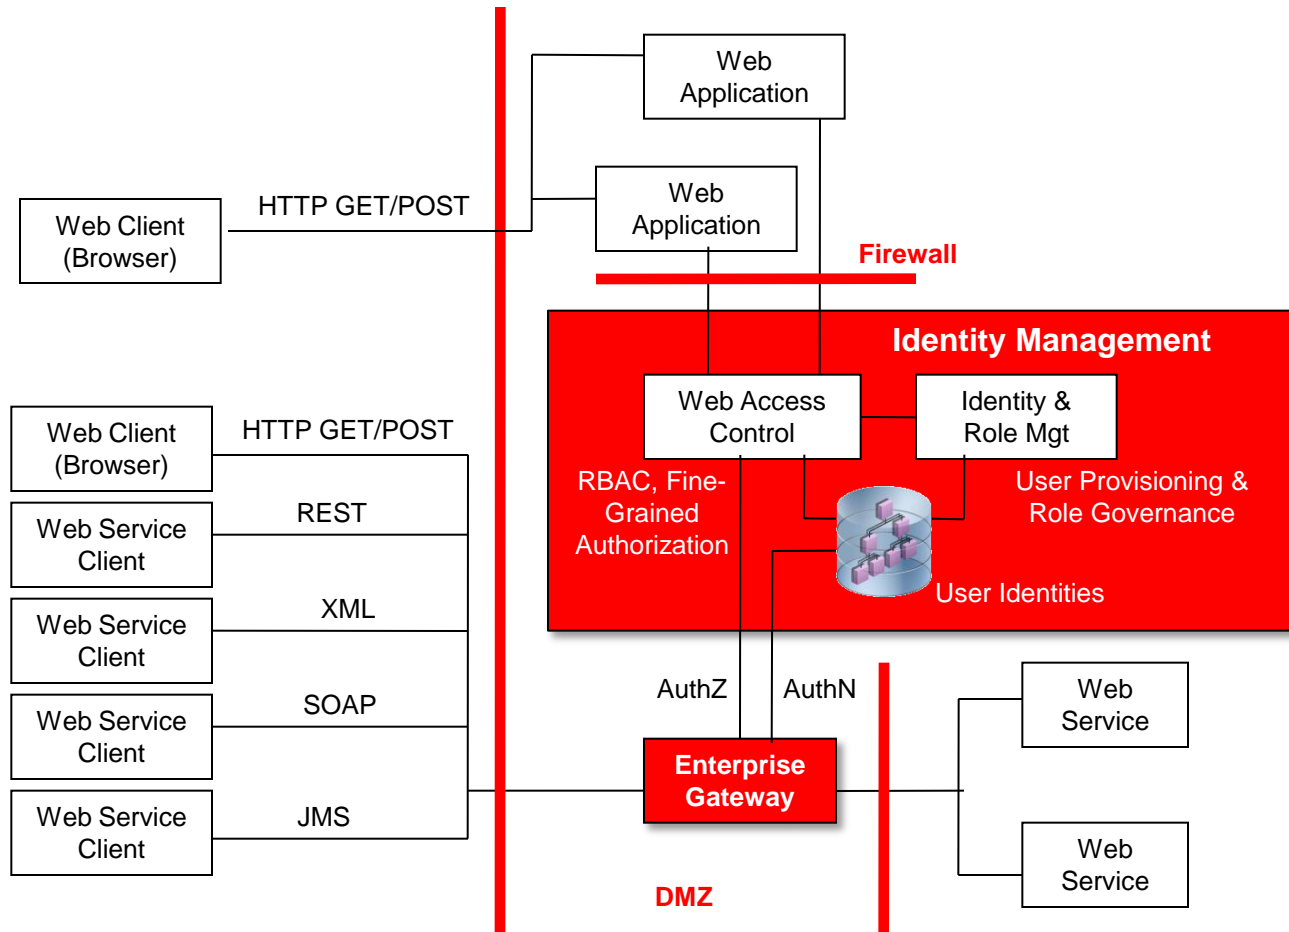 Web
Application
Web
Application
HTTP GET/POST
Web Client
(Browser)
Firewall
Identity Management
Web Access
Control
Identity &
Role Mgt
Web Client
(Browser)
HTTP GET/POST
RBAC, Fine-
Grained
Authorization
User Provisioning &
Role Governance
Web Service
Client
REST
User Identities
Web Service
Client
XML
Web Service
Client
SOAP
AuthZ
AuthN
Web
Service
Enterprise
Gateway
Web Service
Client
JMS
Web
Service
DMZ